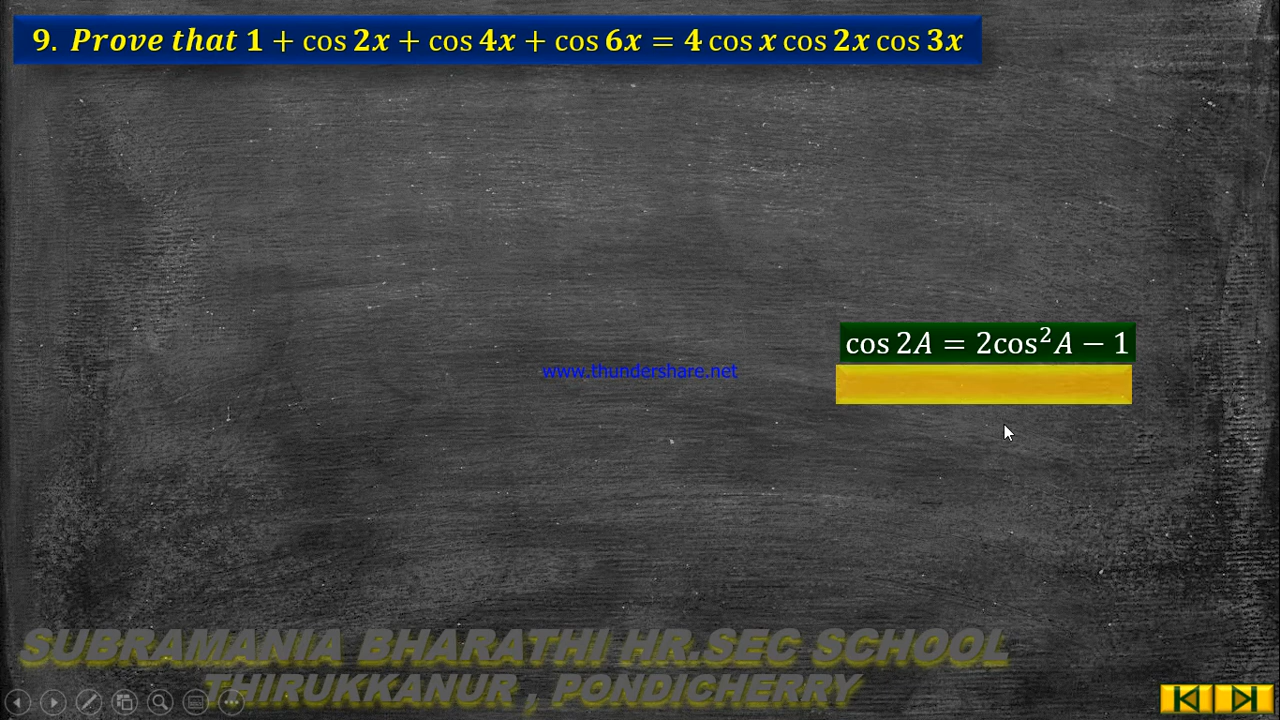 9. Prove that 1 + cos 2x + cos 4x + cos 6x = 4 cos x cos 2x cos 3x
cos 2A = 2cos²A − 1
www.thundershare.net
SUBRAMANIA BHARATHI HR.SEC SCHOOL
THIRUKKANUR , PONDICHERRY